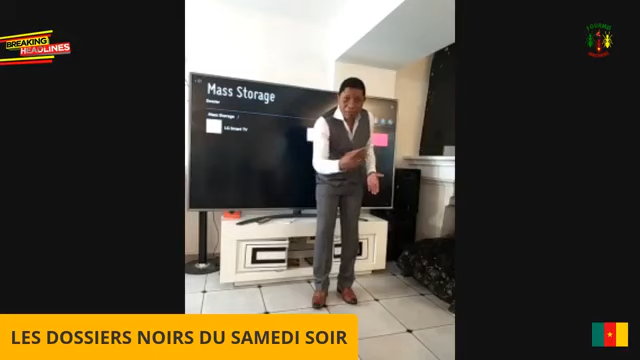 BREAKING
HEADLINES
Mass Storage
Mass Storage /
LG Smart TV
LES DOSSIERS NOIRS DU SAMEDI SOIR